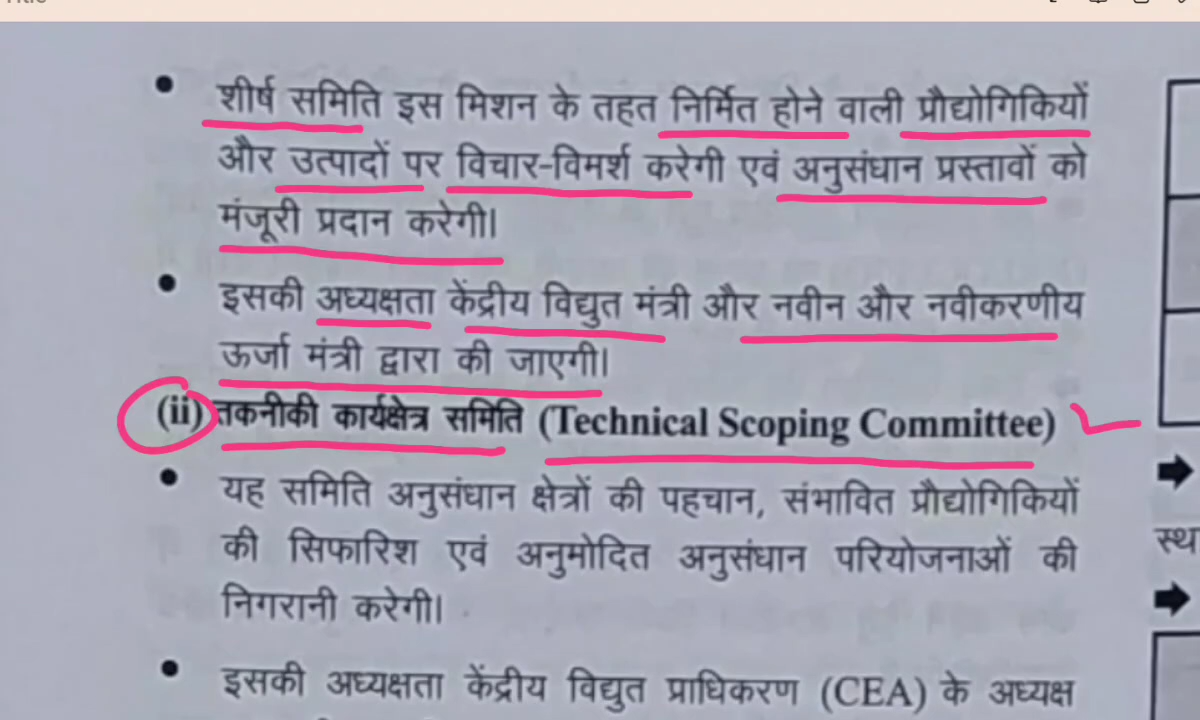 • शीर्ष समिति इस मिशन के तहत निर्मित होने वाली प्रौद्योगिकियों
और उत्पादों पर विचार-विमर्श करेगी एवं अनुसंधान प्रस्तावों को
मंजूरी प्रदान करेगी।
• इसकी अध्यक्षता केंद्रीय विद्युत मंत्री और नवीन और नवीकरणीय
ऊर्जा मंत्री द्वारा की जाएगी।
(ii) तकनीकी कार्यक्षेत्र समिति (Technical Scoping Committee)
• यह समिति अनुसंधान क्षेत्रों की पहचान, संभावित प्रौद्योगिकियों
की सिफारिश एवं अनुमोदित अनुसंधान परियोजनाओं की
निगरानी करेगी।
• इसकी अध्यक्षता केंद्रीय विद्युत प्राधिकरण (CEA) के अध्यक्ष